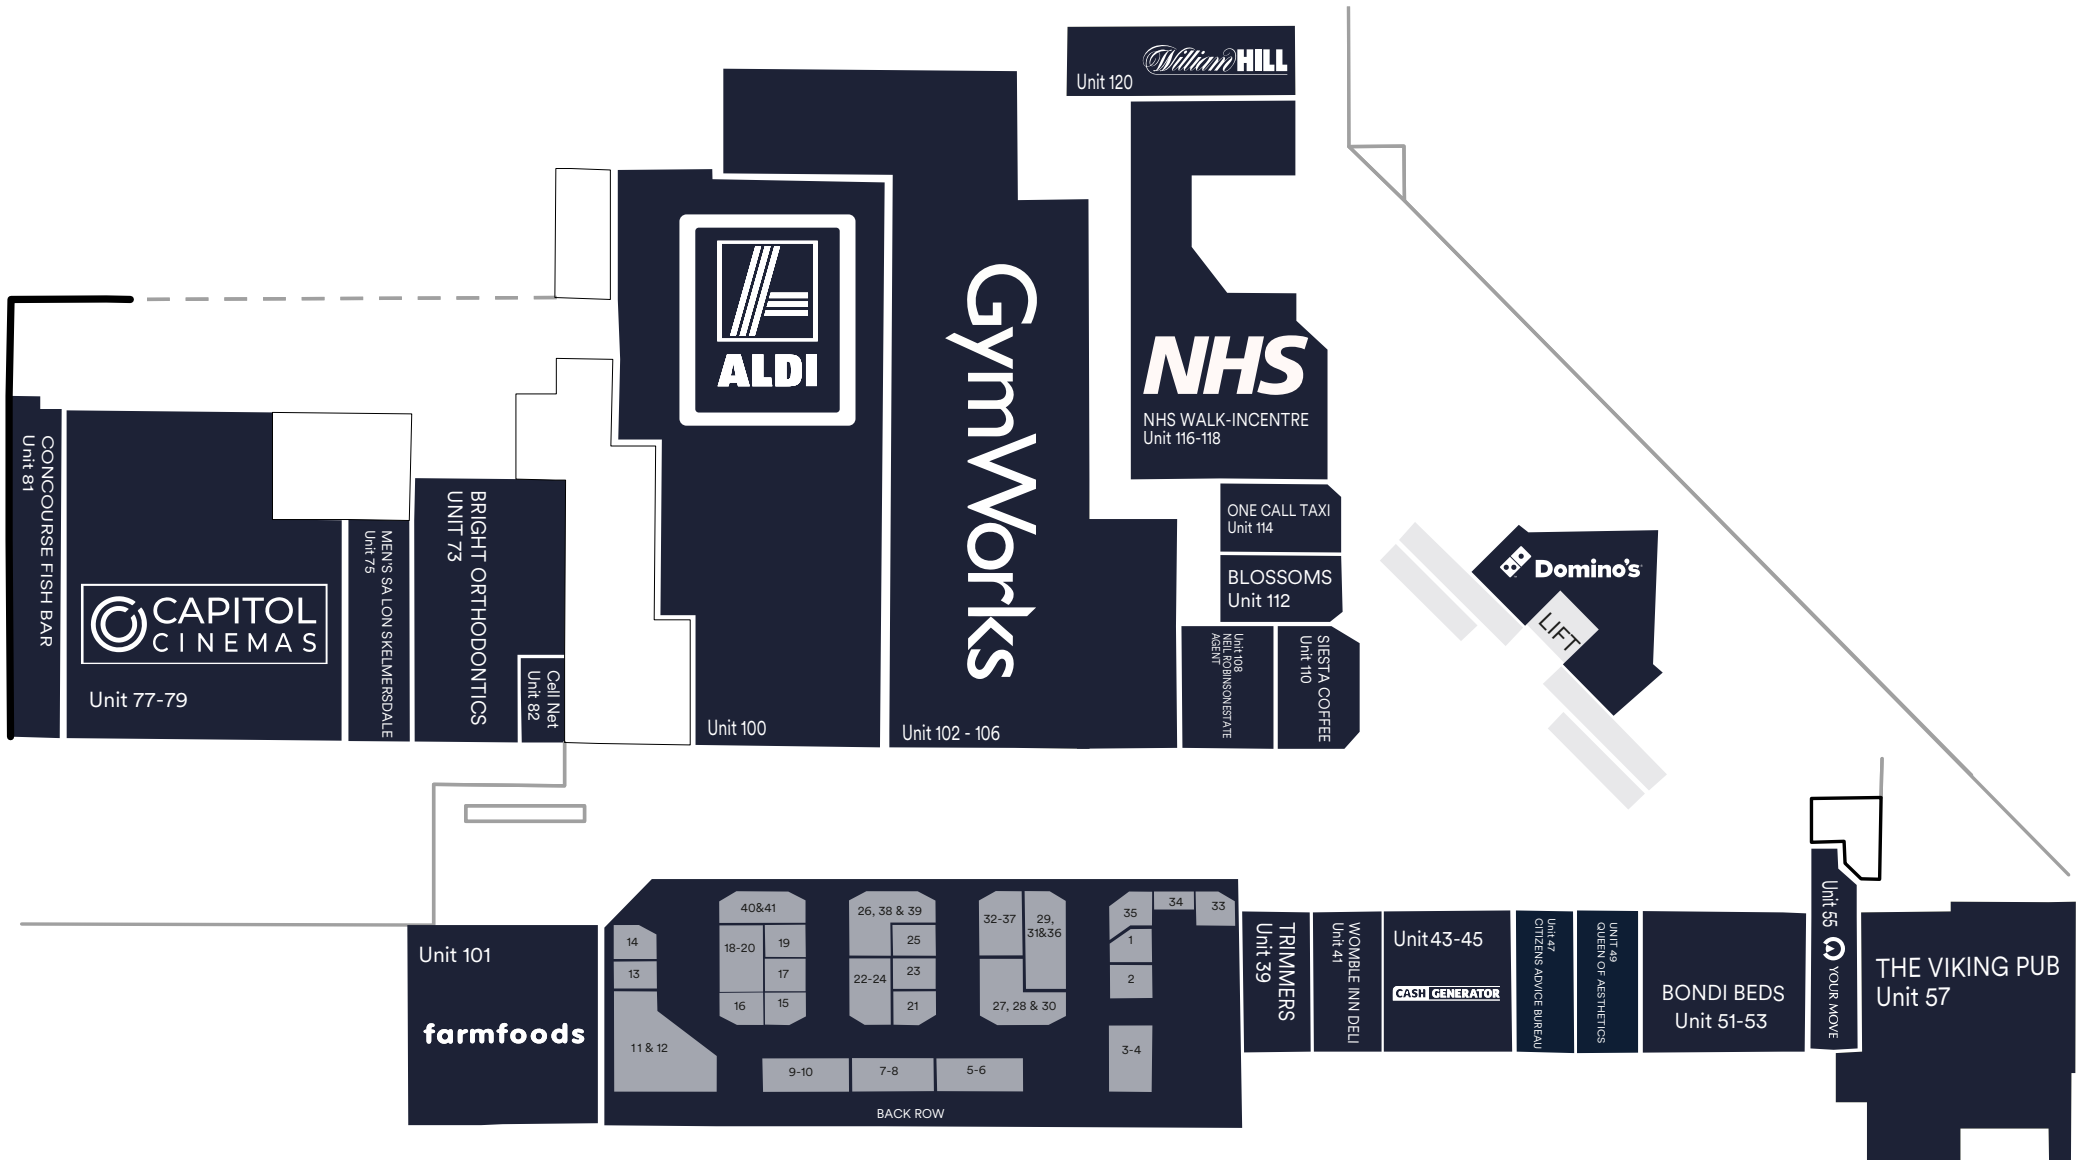 William HILL
Unit 120
ALDI
Unit 100
GymWorks
Unit 102 - 106
NHS
NHS WALK-INCENTRE
Unit 116-118
ONE CALL TAXI
Unit 114
BLOSSOMS
Unit 112
Unit 108
NEIL ROBINSONESTATE
AGENT
SIESTA COFFEE
Unit 110
Domino's
LIFT
CONCOURSE FISH BAR
Unit 81
CAPITOL
CINEMAS
Unit 77-79
MEN'S SA LON SKELMERSDALE
Unit 75
BRIGHT ORTHODONTICS
UNIT 73
Cell Net
Unit 82
Unit 101
farmfoods
14
13
11 & 12
40&41
18-20
19
17
16
15
26, 38 & 39
25
22-24
23
21
32-37
29,
31&36
27, 28 & 30
35
34
33
1
2
3-4
9-10
7-8
5-6
BACK ROW
TRIMMERS
Unit 39
WOMBLE INN DELI
Unit 41
Unit43-45
CASH GENERATOR
Unit 47
CITIZENS ADVICE BUREAU
UNIT 49
QUEEN OF AESTHETICS
BONDI BEDS
Unit 51-53
Unit 55 YOUR MOVE
THE VIKING PUB
Unit 57